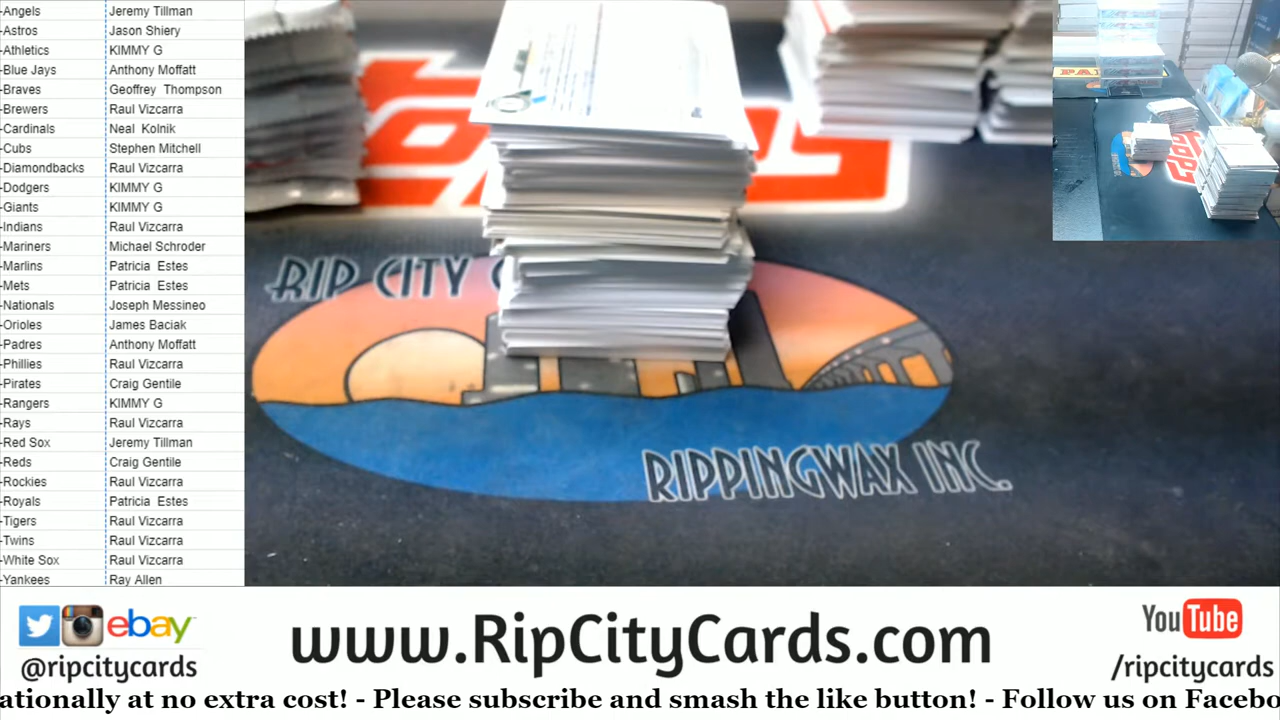 -Angels Jeremy Tillman
-Astros Jason Shiery
-Athletics KIMMY G
-Blue Jays Anthony Moffatt
-Braves Geoffrey Thompson
-Brewers Raul Vizcarra
-Cardinals Neal Kolnik
-Cubs Stephen Mitchell
-Diamondbacks Raul Vizcarra
-Dodgers KIMMY G
-Giants KIMMY G
-Indians Raul Vizcarra
-Mariners Michael Schroder
-Marlins Patricia Estes
-Mets Patricia Estes
-Nationals Joseph Messineo
-Orioles James Baciak
-Padres Anthony Moffatt
-Phillies Raul Vizcarra
-Pirates Craig Gentile
-Rangers KIMMY G
-Rays Raul Vizcarra
-Red Sox Jeremy Tillman
-Reds Craig Gentile
-Rockies Raul Vizcarra
-Royals Patricia Estes
-Tigers Raul Vizcarra
-Twins Raul Vizcarra
-White Sox Raul Vizcarra
-Yankees Ray Allen
RIP CITY
RIPPINGWAX INC.
ebay
@ripcitycards
www.RipCityCards.com
YouTube
/ripcitycards
ationally at no extra cost! - Please subscribe and smash the like button! - Follow us on Facebo